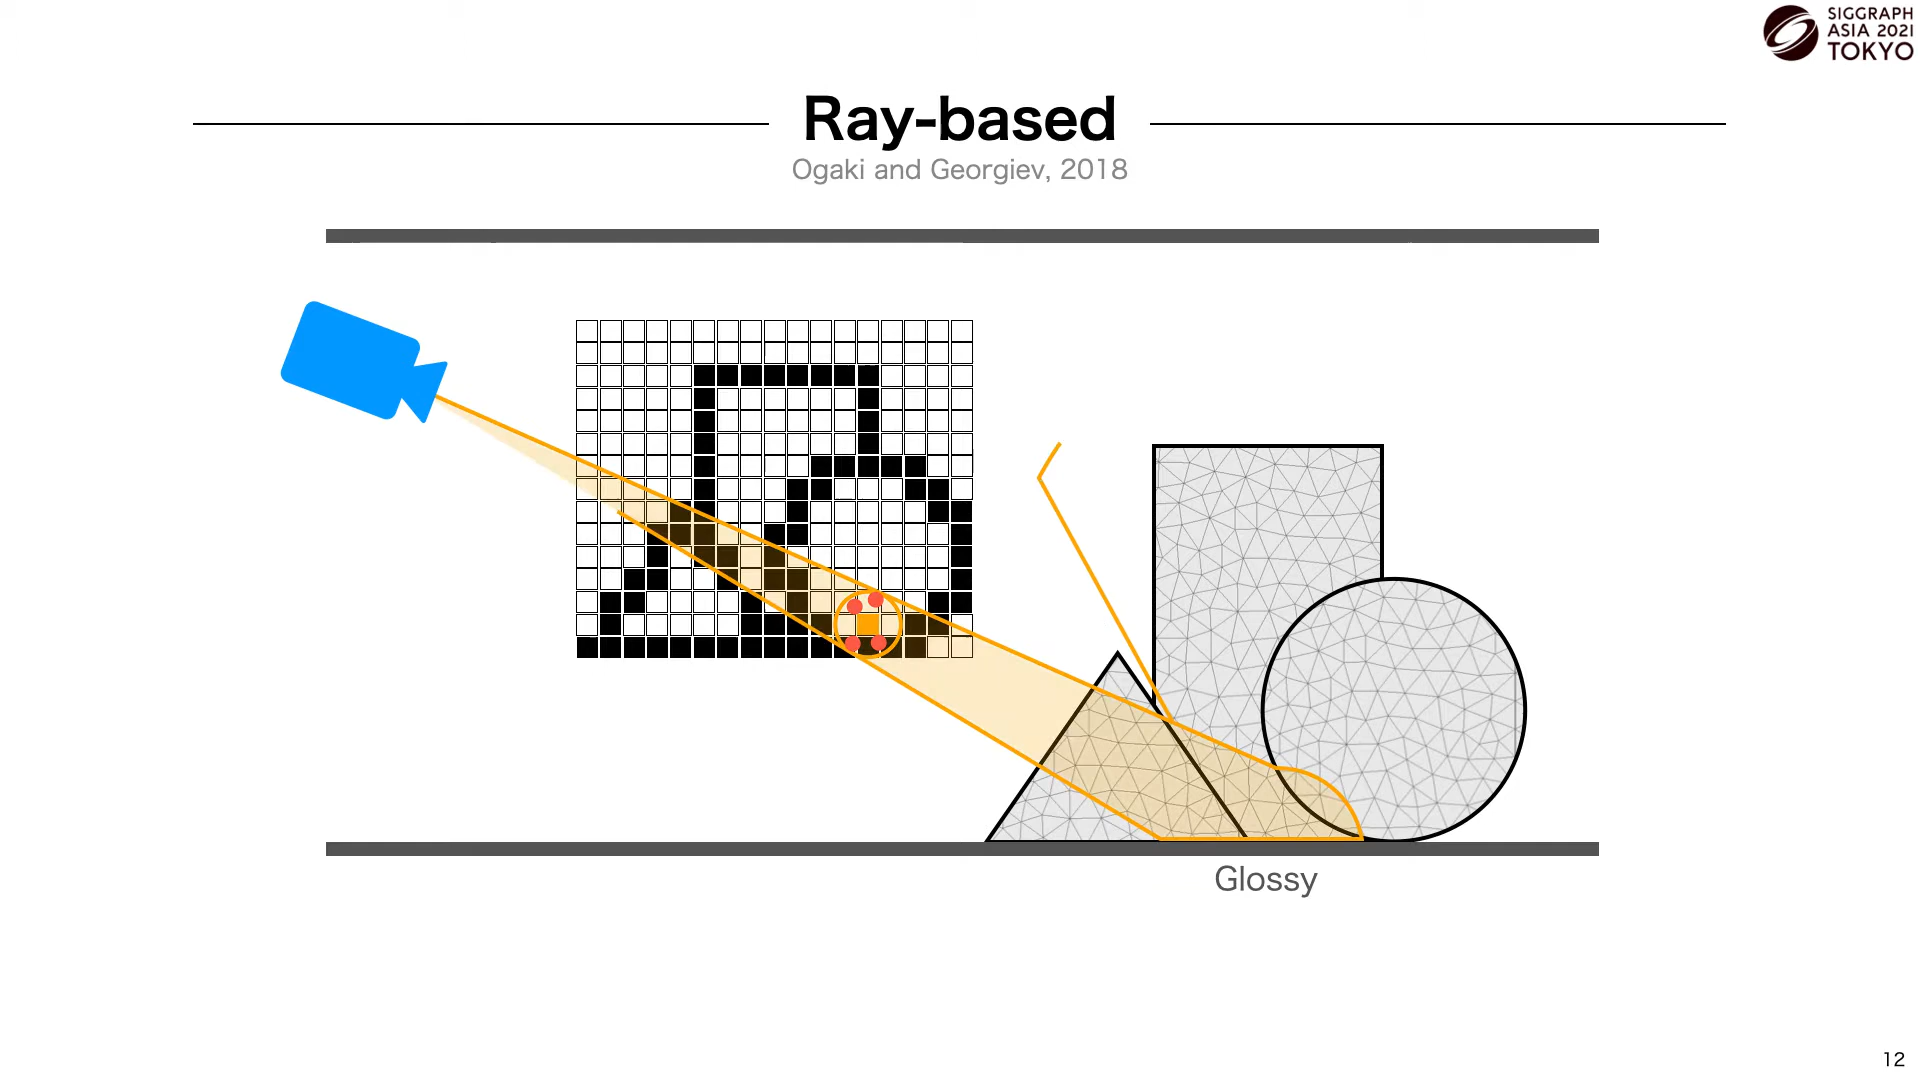 SIGGRAPH
ASIA 2021
TOKYO
Ray-based
Ogaki and Georgiev, 2018
Glossy
12